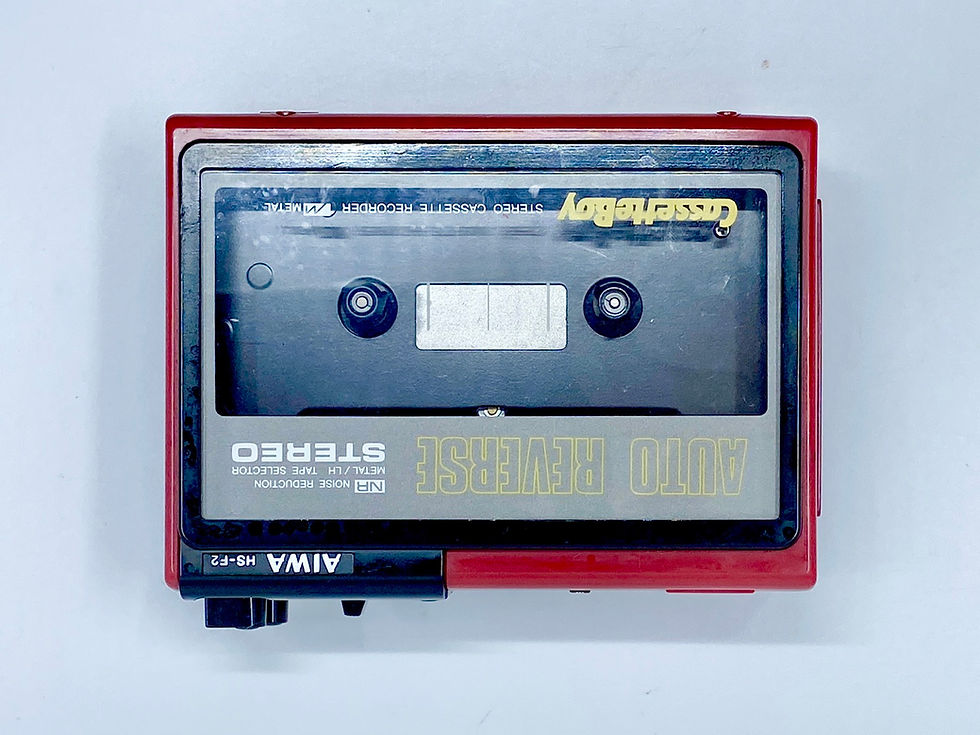 AIWA HS-F2
AUTO REVERSE
NR NOISE REDUCTION
METAL/LH TAPE SELECTOR
STEREO
CassetteBoy STEREO CASSETTE RECORDER METAL